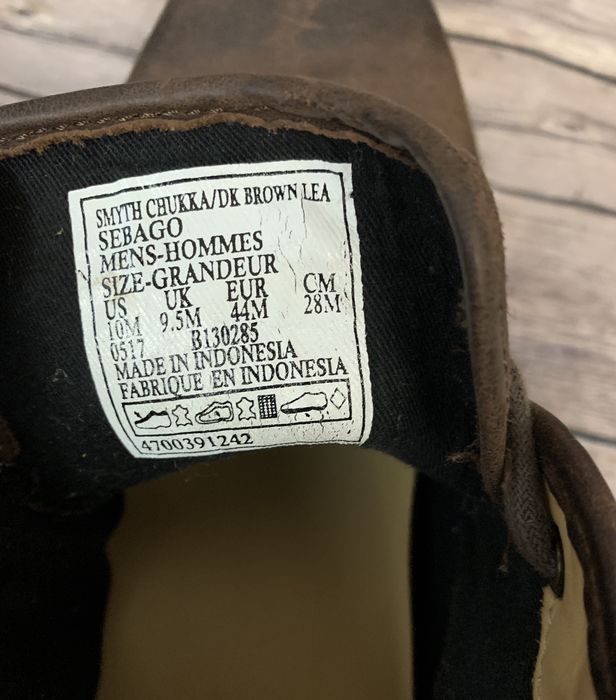 SMYTH CHUKKA/DK BROWN LEA
SEBAGO
MENS-HOMMES
SIZE-GRANDEUR
US UK EUR CM
10M 9.5M 44M 28M
0517 B130285
MADE IN INDONESIA
FABRIQUE EN INDONESIA
4700391242